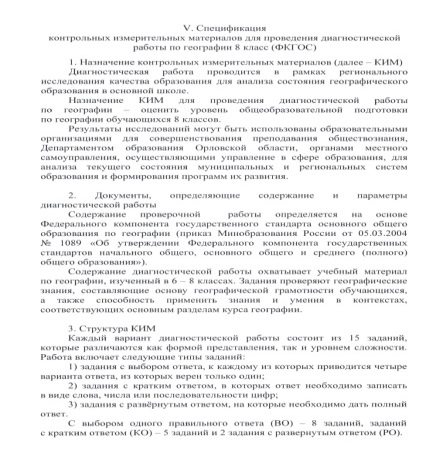 V. Спецификация
контрольных измерительных материалов для проведения диагностической
работы по географии 8 класс (ФКГОС)
1. Назначение контрольных измерительных материалов (далее – КИМ)
Диагностическая работа проводится в рамках регионального
исследования качества образования для анализа состояния географического
образования в основной школе.
Назначение КИМ для проведения диагностической работы
по географии – оценить уровень общеобразовательной подготовки
по географии обучающихся 8 классов.
Результаты исследований могут быть использованы образовательными
организациями для совершенствования преподавания обществознания,
Департаментом образования Орловской области, органами местного
самоуправления, осуществляющими управление в сфере образования, для
анализа текущего состояния муниципальных и региональных систем
образования и формирования программ их развития.
2. Документы, определяющие содержание и параметры
диагностической работы
Содержание проверочной работы определяется на основе
Федерального компонента государственного стандарта основного общего
образования по географии (приказ Минобразования России от 05.03.2004
№ 1089 «Об утверждении Федерального компонента государственных
стандартов начального общего, основного общего и среднего (полного)
общего образования»).
Содержание диагностической работы охватывает учебный материал
по географии, изученный в 6 – 8 классах. Задания проверяют географические
знания, составляющие основу географической грамотности обучающихся,
а также способность применить знания и умения в контекстах,
соответствующих основным разделам курса географии.
3. Структура КИМ
Каждый вариант диагностической работы состоит из 15 заданий,
которые различаются как формой представления, так и уровнем сложности.
Работа включает следующие типы заданий:
1) задания с выбором ответа, к каждому из которых приводится четыре
варианта ответа, из которых верен только один;
2) задания с кратким ответом, в которых ответ необходимо записать
в виде слова, числа или последовательности цифр;
3) задания с развёрнутым ответом, на которые необходимо дать полный
ответ.
С выбором одного правильного ответа (ВО) – 8 заданий, заданий
с кратким ответом (КО) – 5 заданий и 2 задания с развернутым ответом (РО).